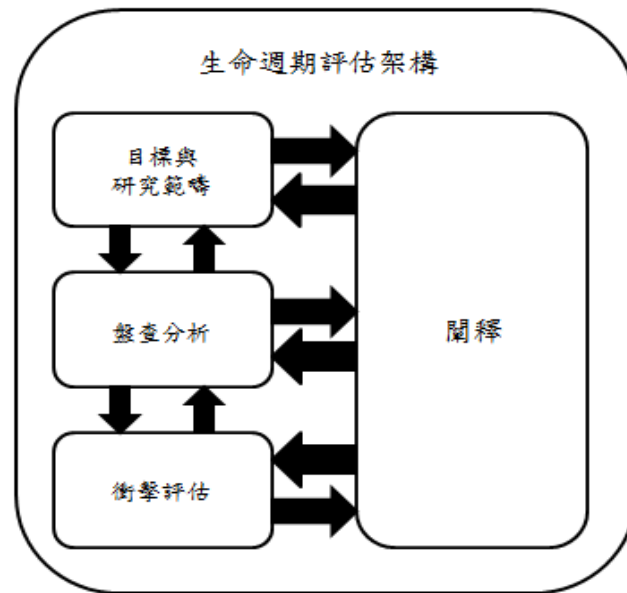 生命週期評估架構
目標與
研究範疇
盤查分析
闡釋
衝擊評估